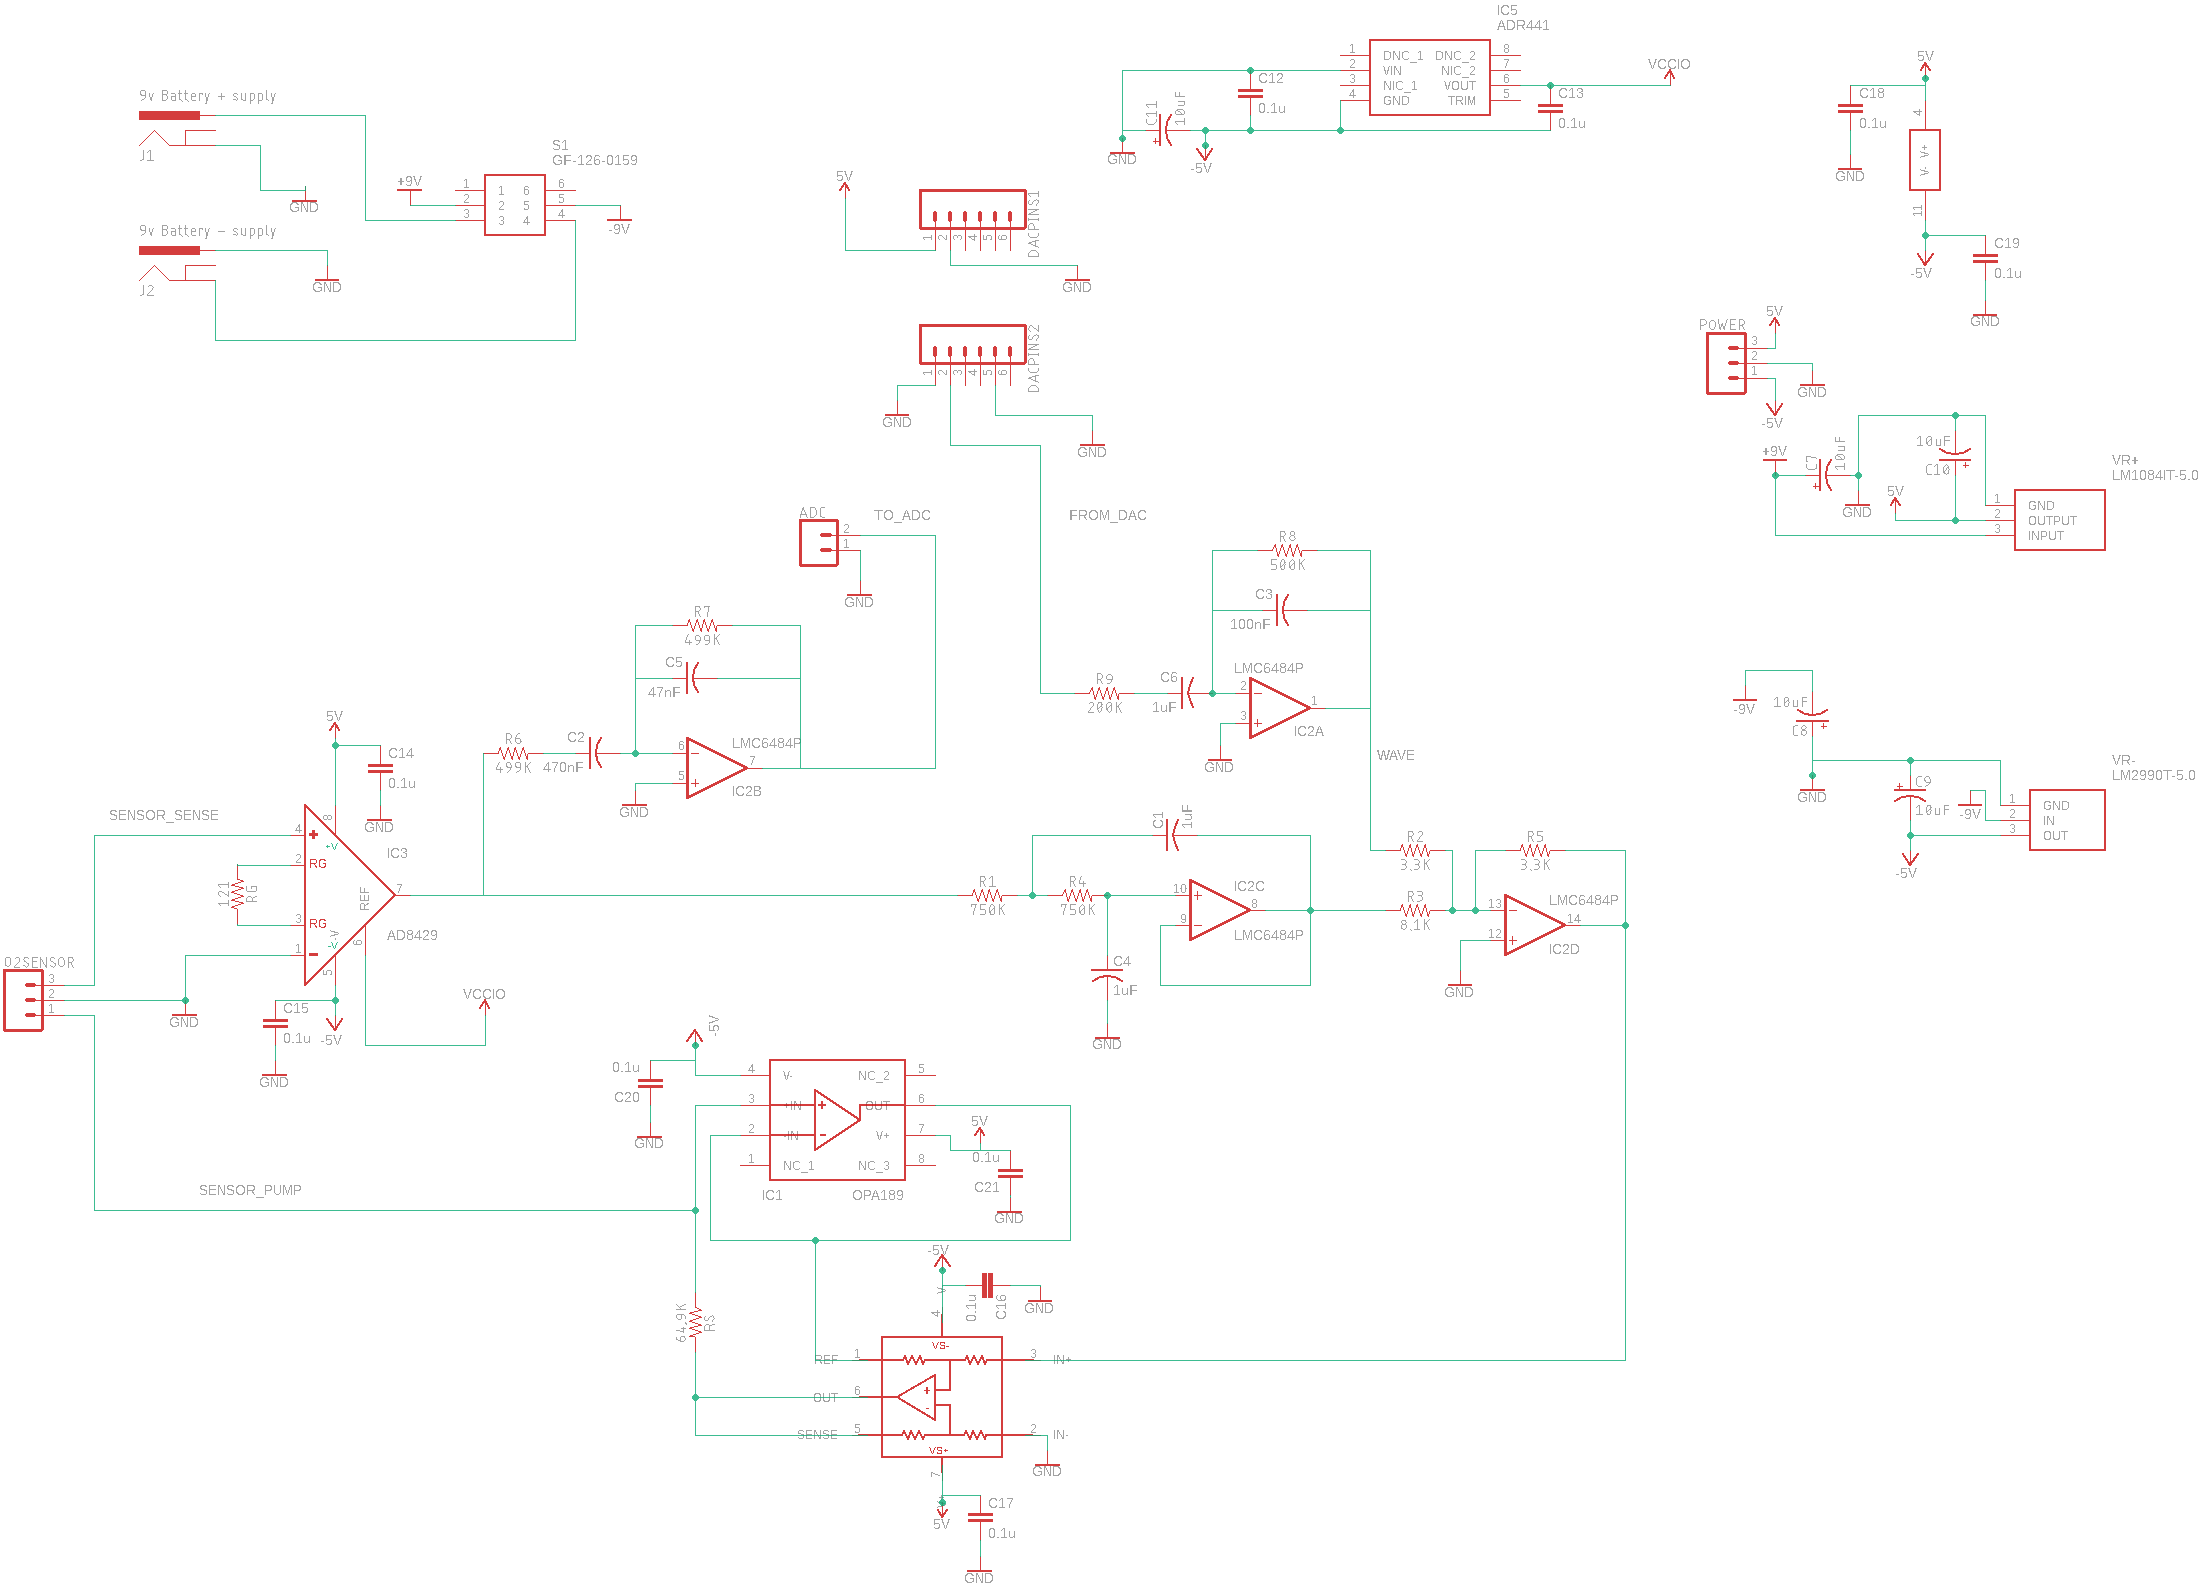 9v Battery + supply
J1
GND
9v Battery - supply
J2
GND
+9V
S1
GF-126-0159
1 1 6 6
2 2 5 5
3 3 4 4
-9V
5V
DACPINS1
1 2 3 4 5 6
GND
DACPINS2
1 2 3 4 5 6
GND
GND
IC5
ADR441
1 DNC_1 DNC_2 8
2 VIN NIC_2 7
3 NIC_1 VOUT 6
4 GND TRIM 5
C12
0.1u
C11
10uF
+
GND
-5V
C13
0.1u
VCCIO
5V
C18
0.1u
GND
4
V+
V-
11
-5V
C19
0.1u
GND
POWER
3
2
1
5V
GND
-5V
+9V
C7
10uF
+
GND
10uF
C10
+
5V
VR+
LM1084IT-5.0
1 GND
2 OUTPUT
3 INPUT
-9V
10uF
C8
+
GND
C9
10uF
+
-9V
-5V
VR-
LM2990T-5.0
1 GND
2 IN
3 OUT
ADC
2
1
TO_ADC
GND
FROM_DAC
R8
500K
C3
100nF
R9
200K
C6
1uF
LMC6484P
2 -
3 +
1
IC2A
GND
WAVE
R7
499K
C5
47nF
R6
499K
C2
470nF
LMC6484P
6 -
5 +
7
IC2B
GND
5V
C14
0.1u
GND
SENSOR_SENSE
4 +
8
+V
IC3
2 RG
121
RG
REF
7
3 RG
-V
-V
6
AD8429
1 -
5
O2SENSOR
3
2
1
GND
C15
0.1u
-5V
GND
VCCIO
R1
750K
R4
750K
C1
1uF
10 +
9 -
8
IC2C
LMC6484P
C4
1uF
GND
R2
3.3K
R3
8.1K
R5
3.3K
13 -
12 +
14
LMC6484P
IC2D
GND
-5V
0.1u
C20
GND
4 V- NC_2 5
3 +IN + OUT 6
2 -IN - V+ 7
1 NC_1 NC_3 8
IC1
OPA189
5V
0.1u
C21
GND
SENSOR_PUMP
64.9K
RS
-5V
V
4
0.1u
C16
GND
VS-
REF 1
3 IN+
OUT 6
+
-
SENSE 5
2 IN-
VS+
GND
7
5V
C17
0.1u
GND